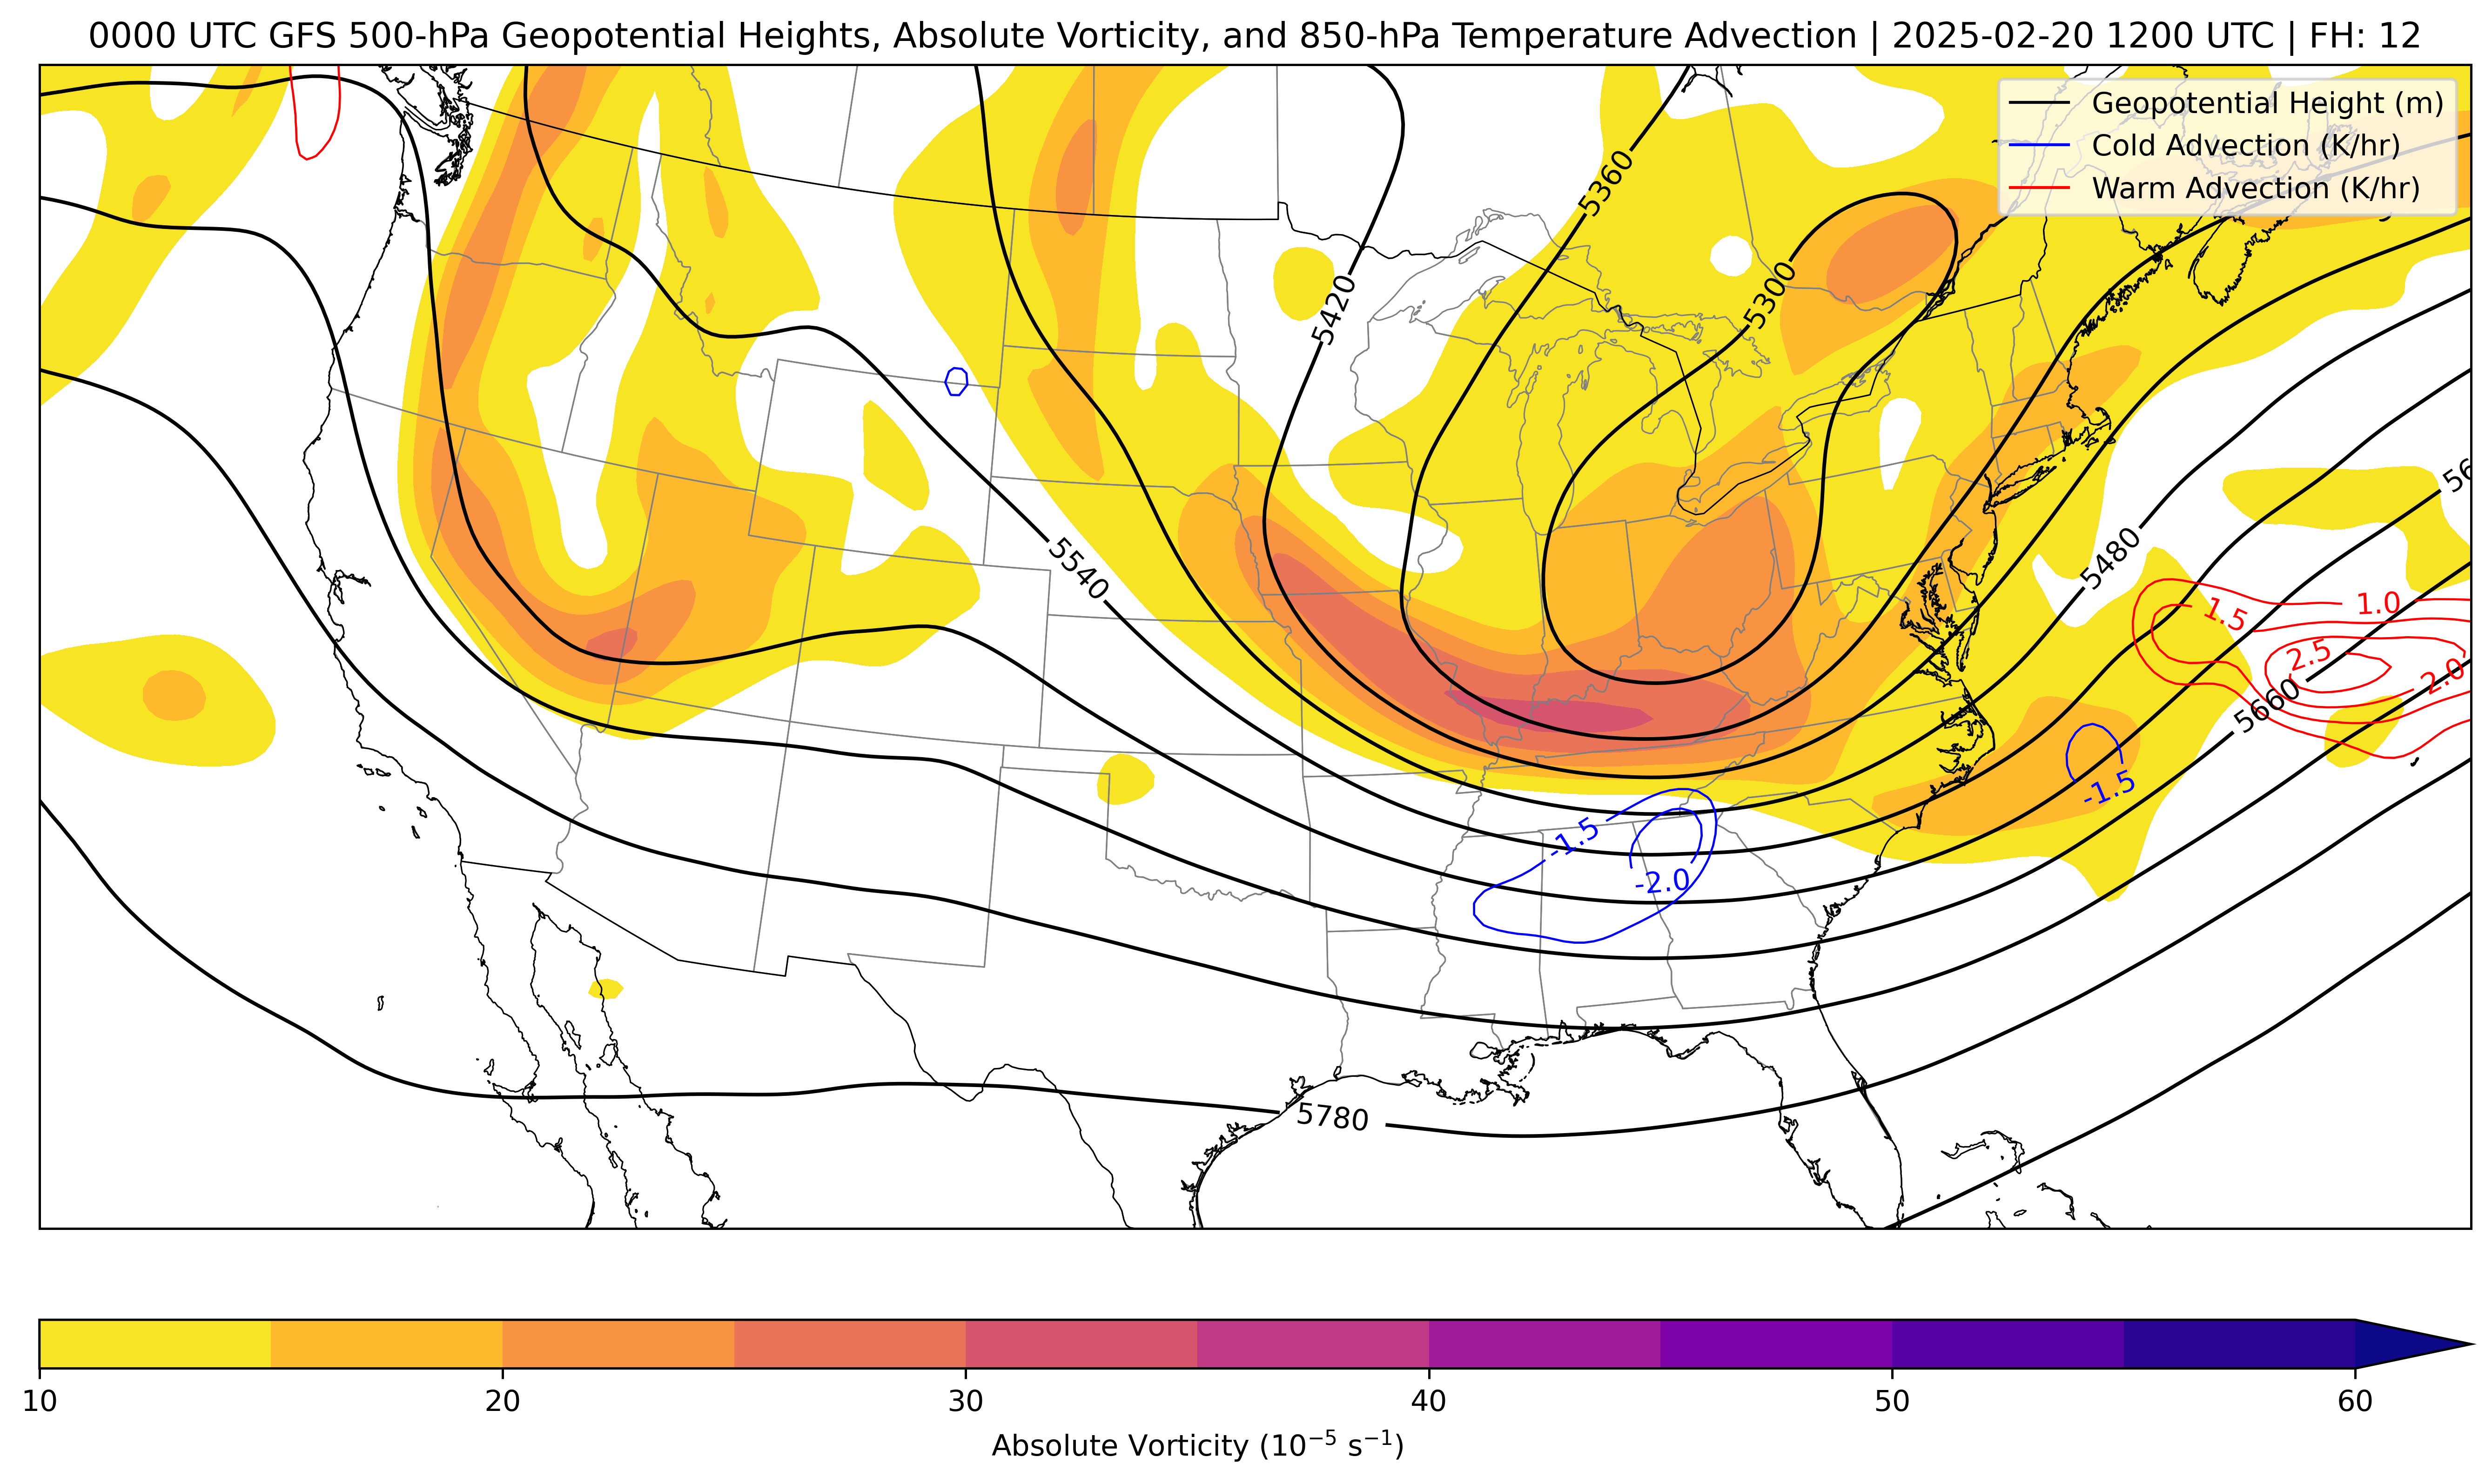 0000 UTC GFS 500-hPa Geopotential Heights, Absolute Vorticity, and 850-hPa Temperature Advection | 2025-02-20 1200 UTC | FH: 12
Geopotential Height (m)
Cold Advection (K/hr)
Warm Advection (K/hr)
5360
5300
5420
5480
5540
1.0
1.5
2.5
2.0
5660
-1.5
-1.5
-2.0
5780
10 20 30 40 50 60
Absolute Vorticity (10⁻⁵ s⁻¹)